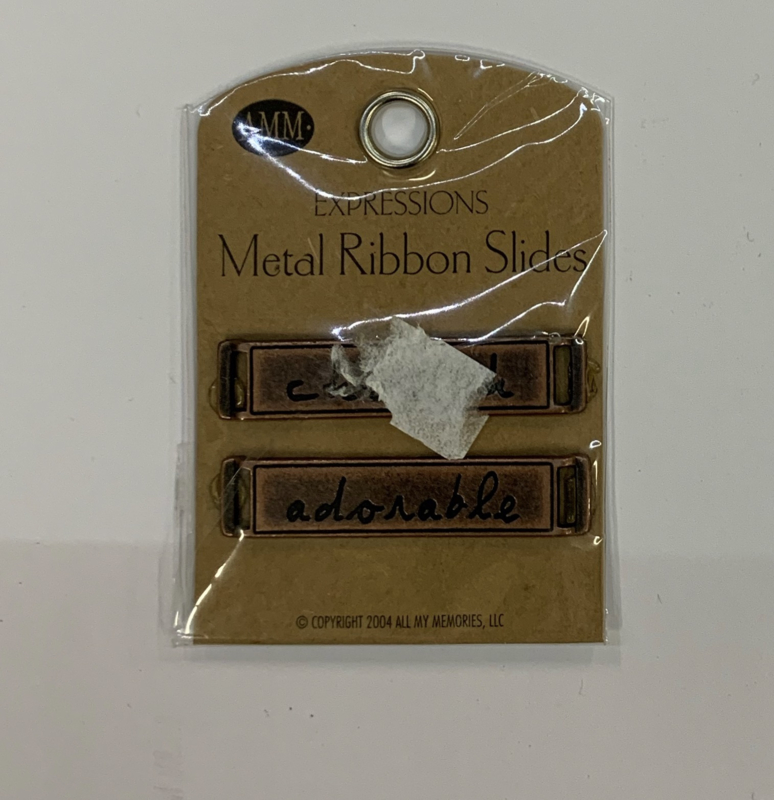 AMM.
EXPRESSIONS
Metal Ribbon Slides
adorable
© COPYRIGHT 2004 ALL MY MEMORIES, LLC